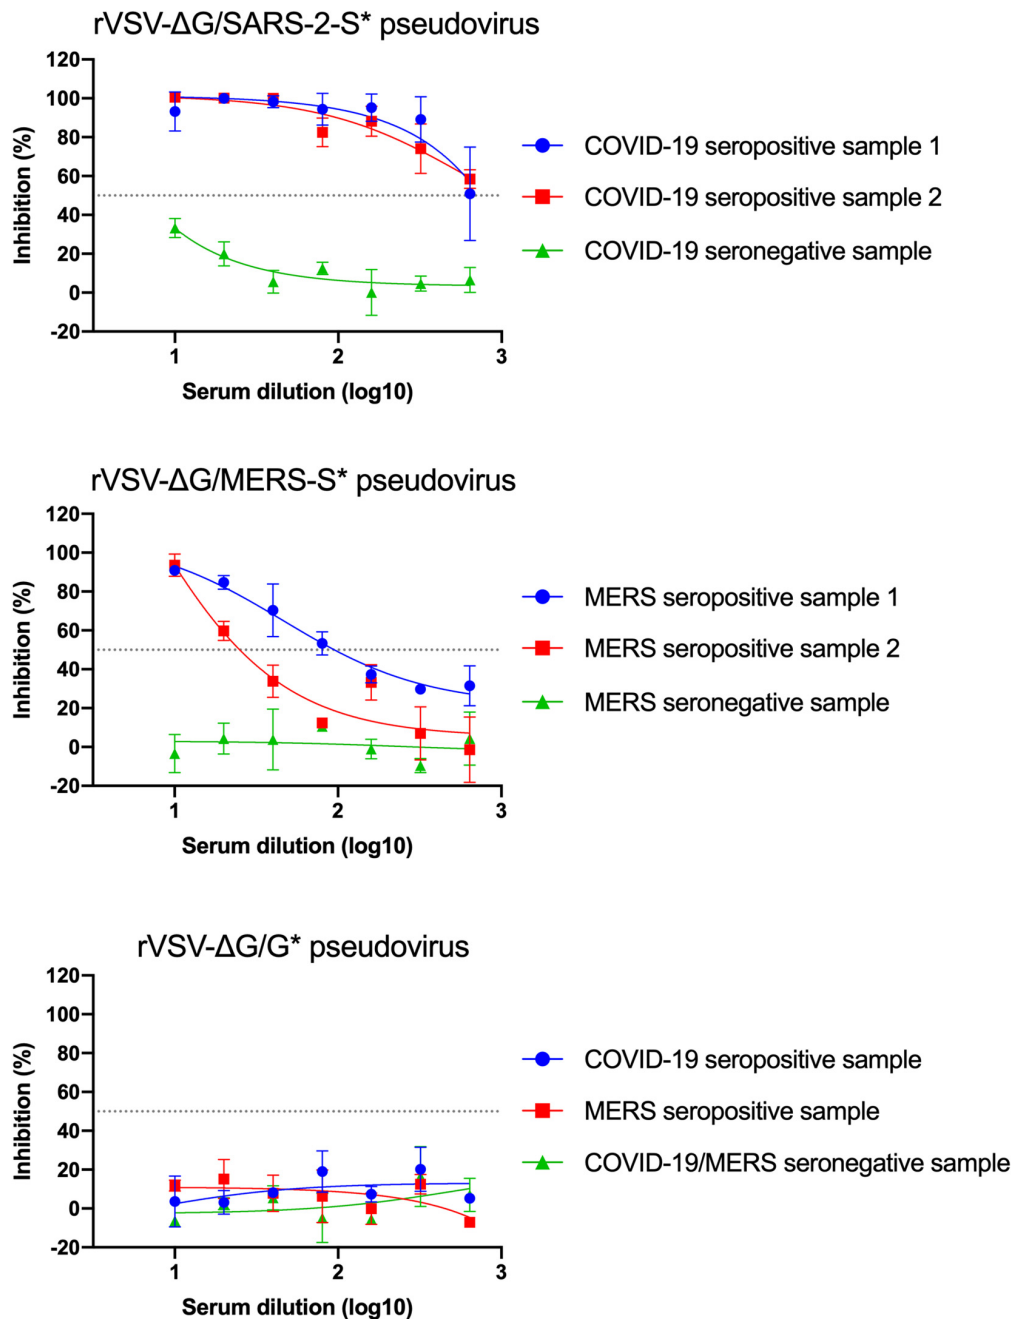 rVSV-ΔG/SARS-2-S* pseudovirus
120
100
80
60
40
20
0
-20
Inhibition (%)
1 2 3
Serum dilution (log10)
COVID-19 seropositive sample 1
COVID-19 seropositive sample 2
COVID-19 seronegative sample
rVSV-ΔG/MERS-S* pseudovirus
120
100
80
60
40
20
0
-20
Inhibition (%)
1 2 3
Serum dilution (log10)
MERS seropositive sample 1
MERS seropositive sample 2
MERS seronegative sample
rVSV-ΔG/G* pseudovirus
120
100
80
60
40
20
0
-20
Inhibition (%)
1 2 3
Serum dilution (log10)
COVID-19 seropositive sample
MERS seropositive sample
COVID-19/MERS seronegative sample